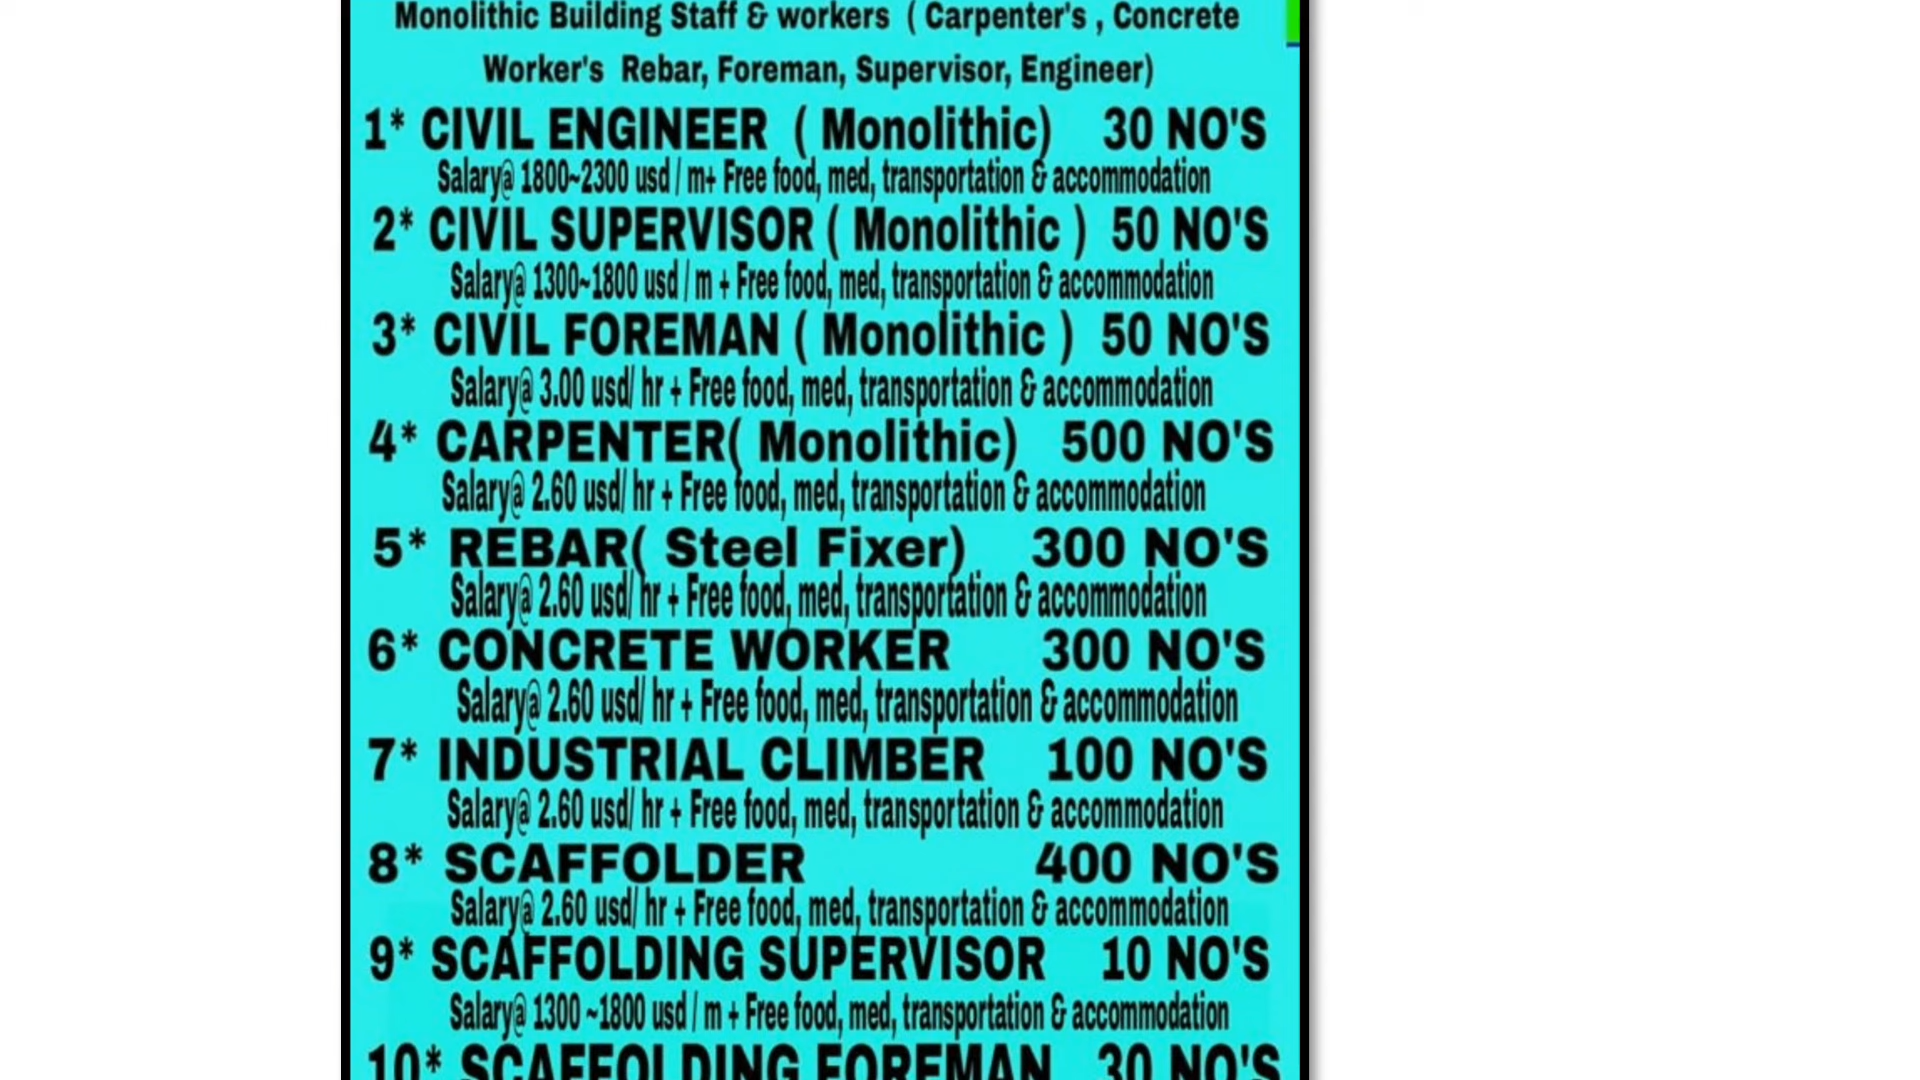 Monolithic Building Staff & workers ( Carpenter's , Concrete
Worker's Rebar, Foreman, Supervisor, Engineer)
1* CIVIL ENGINEER ( Monolithic) 30 NO'S
Salary@ 1800~2300 usd / m+ Free food, med, transportation & accommodation
2* CIVIL SUPERVISOR ( Monolithic ) 50 NO'S
Salary@ 1300~1800 usd / m + Free food, med, transportation & accommodation
3* CIVIL FOREMAN ( Monolithic ) 50 NO'S
Salary@ 3.00 usd/ hr + Free food, med, transportation & accommodation
4* CARPENTER( Monolithic) 500 NO'S
Salary@ 2.60 usd/ hr + Free food, med, transportation & accommodation
5* REBAR( Steel Fixer) 300 NO'S
Salary@ 2.60 usd/ hr + Free food, med, transportation & accommodation
6* CONCRETE WORKER 300 NO'S
Salary@ 2.60 usd/ hr + Free food, med, transportation & accommodation
7* INDUSTRIAL CLIMBER 100 NO'S
Salary@ 2.60 usd/ hr + Free food, med, transportation & accommodation
8* SCAFFOLDER 400 NO'S
Salary@ 2.60 usd/ hr + Free food, med, transportation & accommodation
9* SCAFFOLDING SUPERVISOR 10 NO'S
Salary@ 1300 ~1800 usd / m + Free food, med, transportation & accommodation
10* SCAFFOLDING FOREMAN 30 NO'S